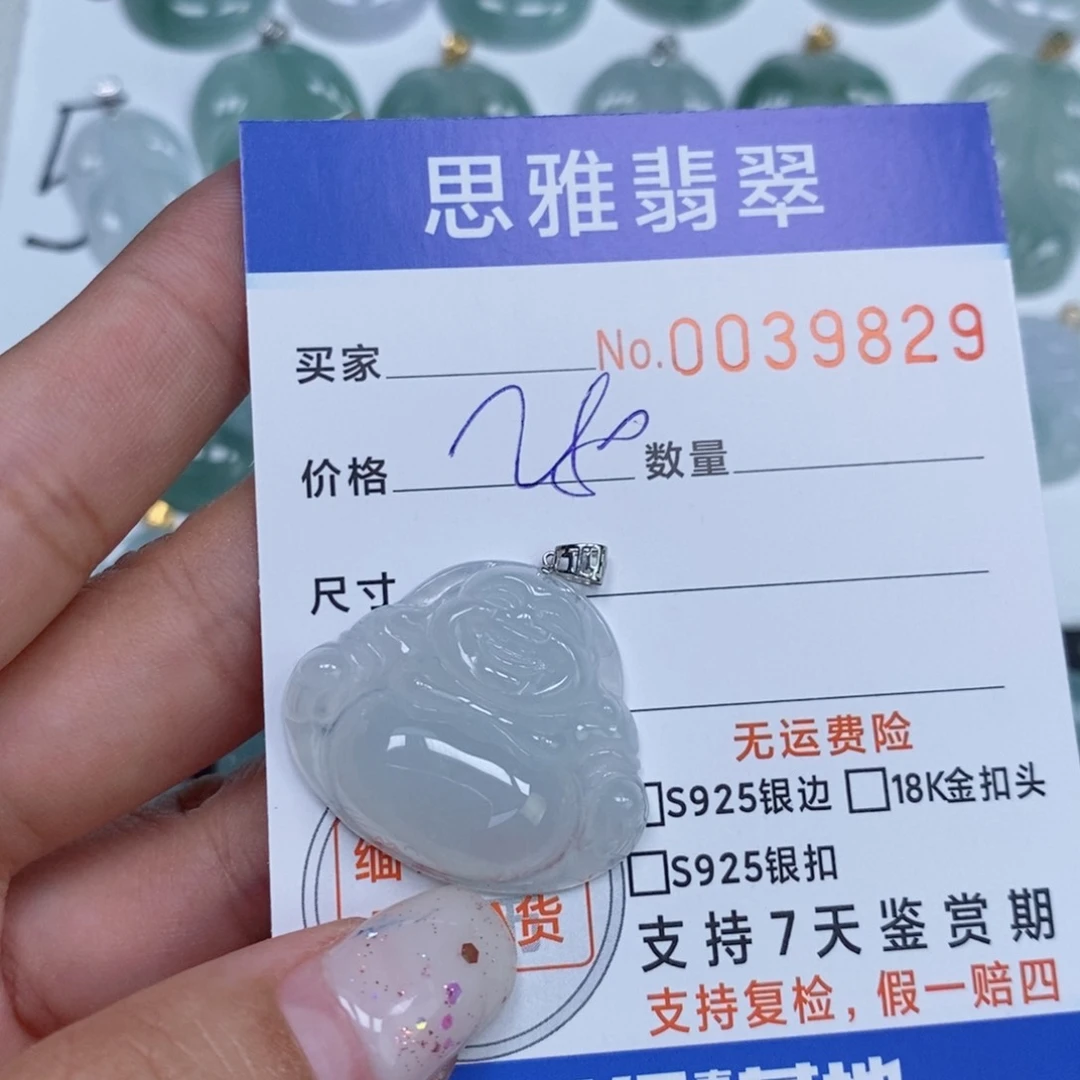 思雅翡翠
买家 No.0039829
价格 数量
尺寸
无运费险
□S925银边 □18K金扣头
□S925银扣
缅
货
支持7天鉴赏期
支持复检，假一赔四